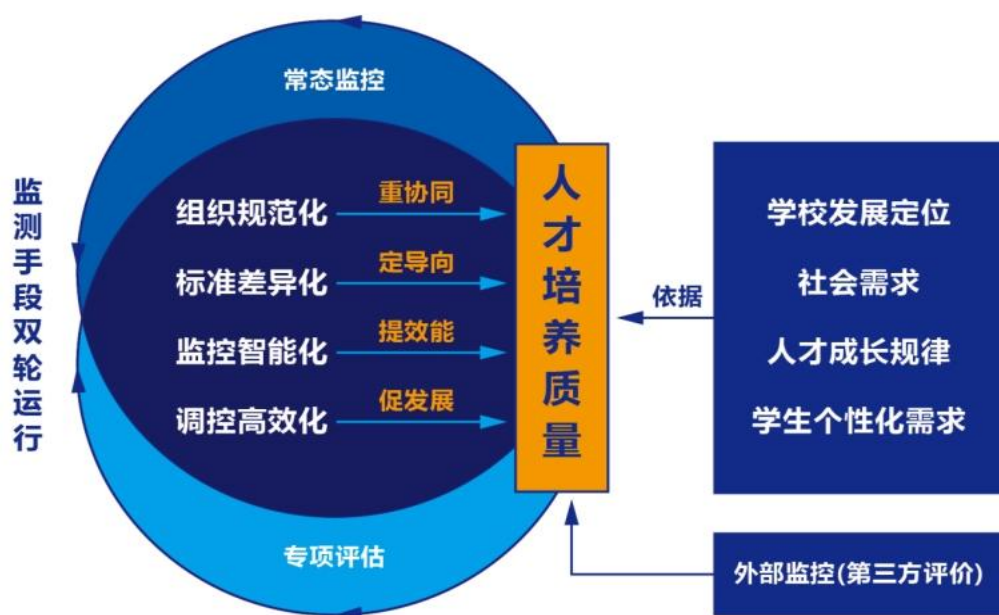 监测手段双轮运行
常态监控
组织规范化
重协同
标准差异化
定导向
监控智能化
提效能
调控高效化
促发展
专项评估
人才培养质量
依据
学校发展定位
社会需求
人才成长规律
学生个性化需求
外部监控(第三方评价)